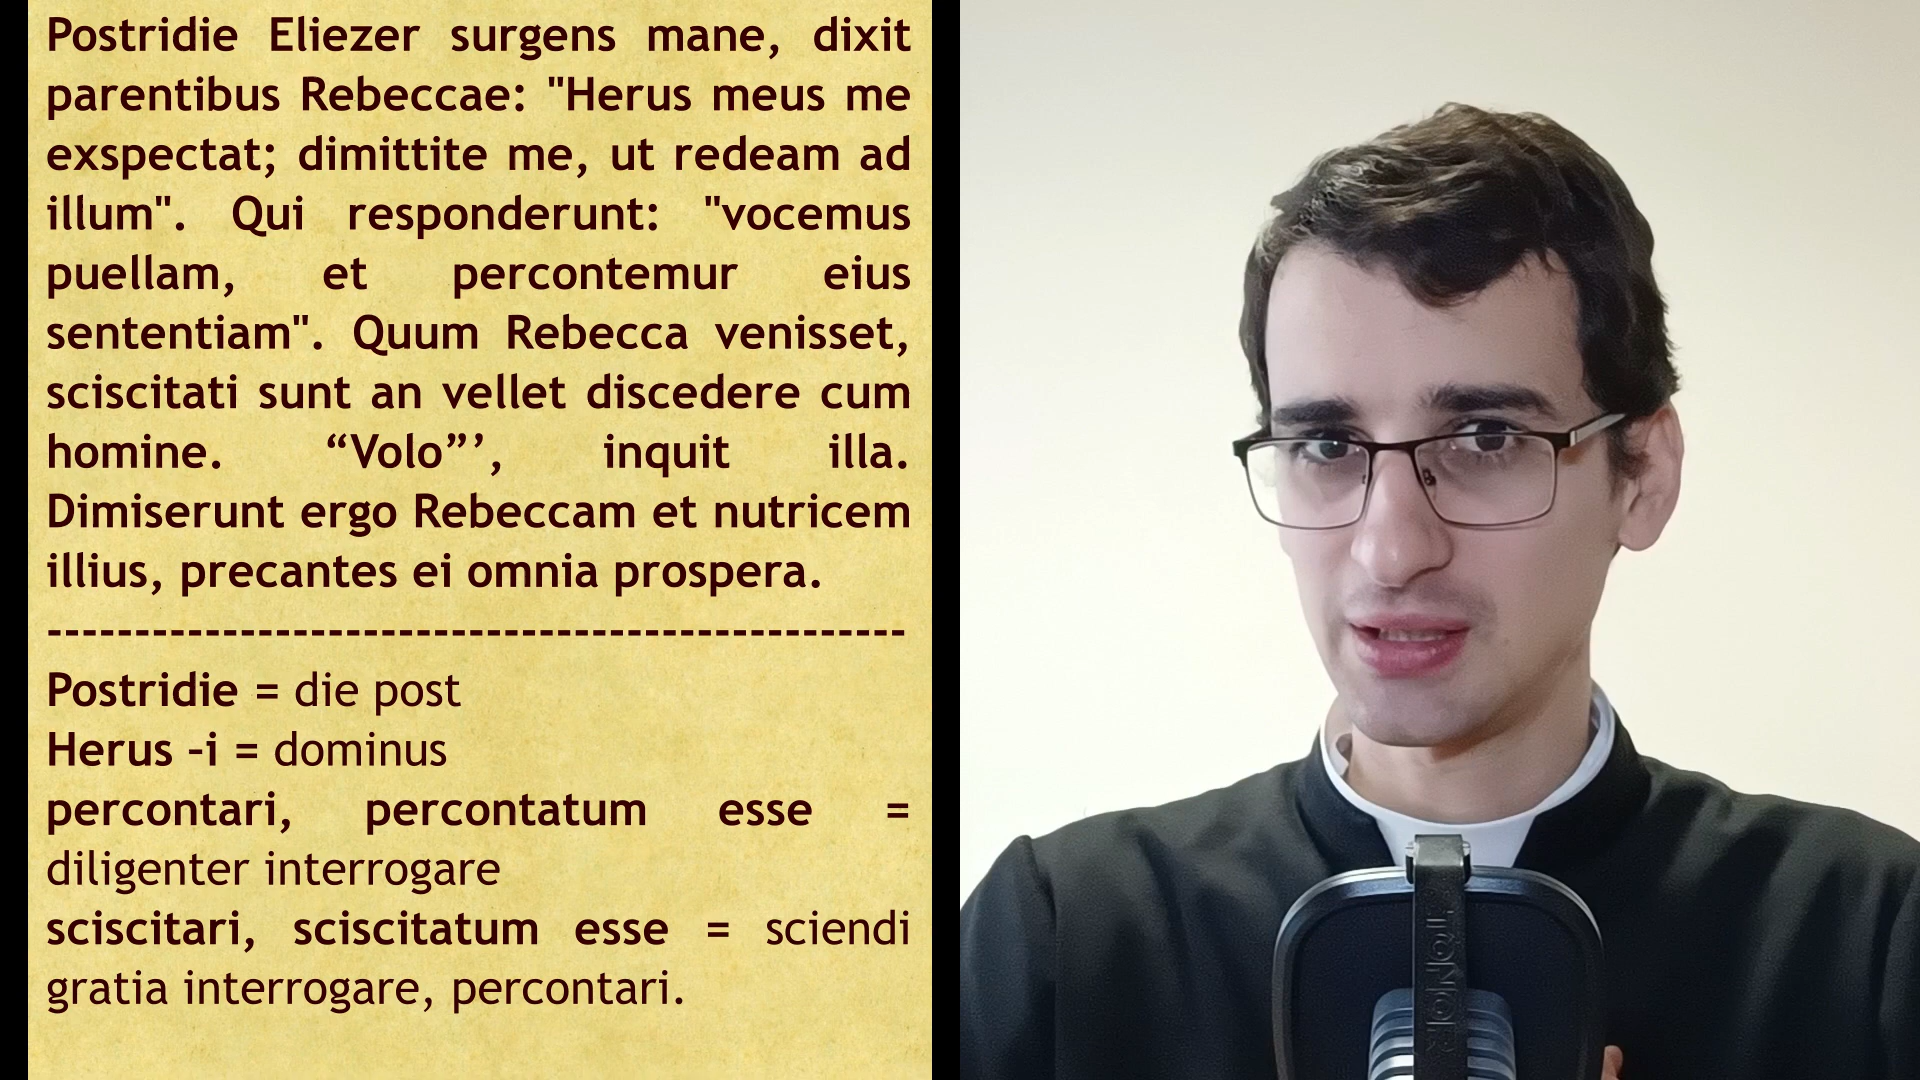 Postridie Eliezer surgens mane, dixit
parentibus Rebeccae: "Herus meus me
exspectat; dimittite me, ut redeam ad
illum". Qui responderunt: "vocemus
puellam, et percontemur eius
sententiam". Quum Rebecca venisset,
sciscitati sunt an vellet discedere cum
homine. “Volo”’, inquit illa.
Dimiserunt ergo Rebeccam et nutricem
illius, precantes ei omnia prospera.
-------------------------------------------------
Postridie = die post
Herus –i = dominus
percontari, percontatum esse =
diligenter interrogare
sciscitari, sciscitatum esse = sciendi
gratia interrogare, percontari.
TONOR